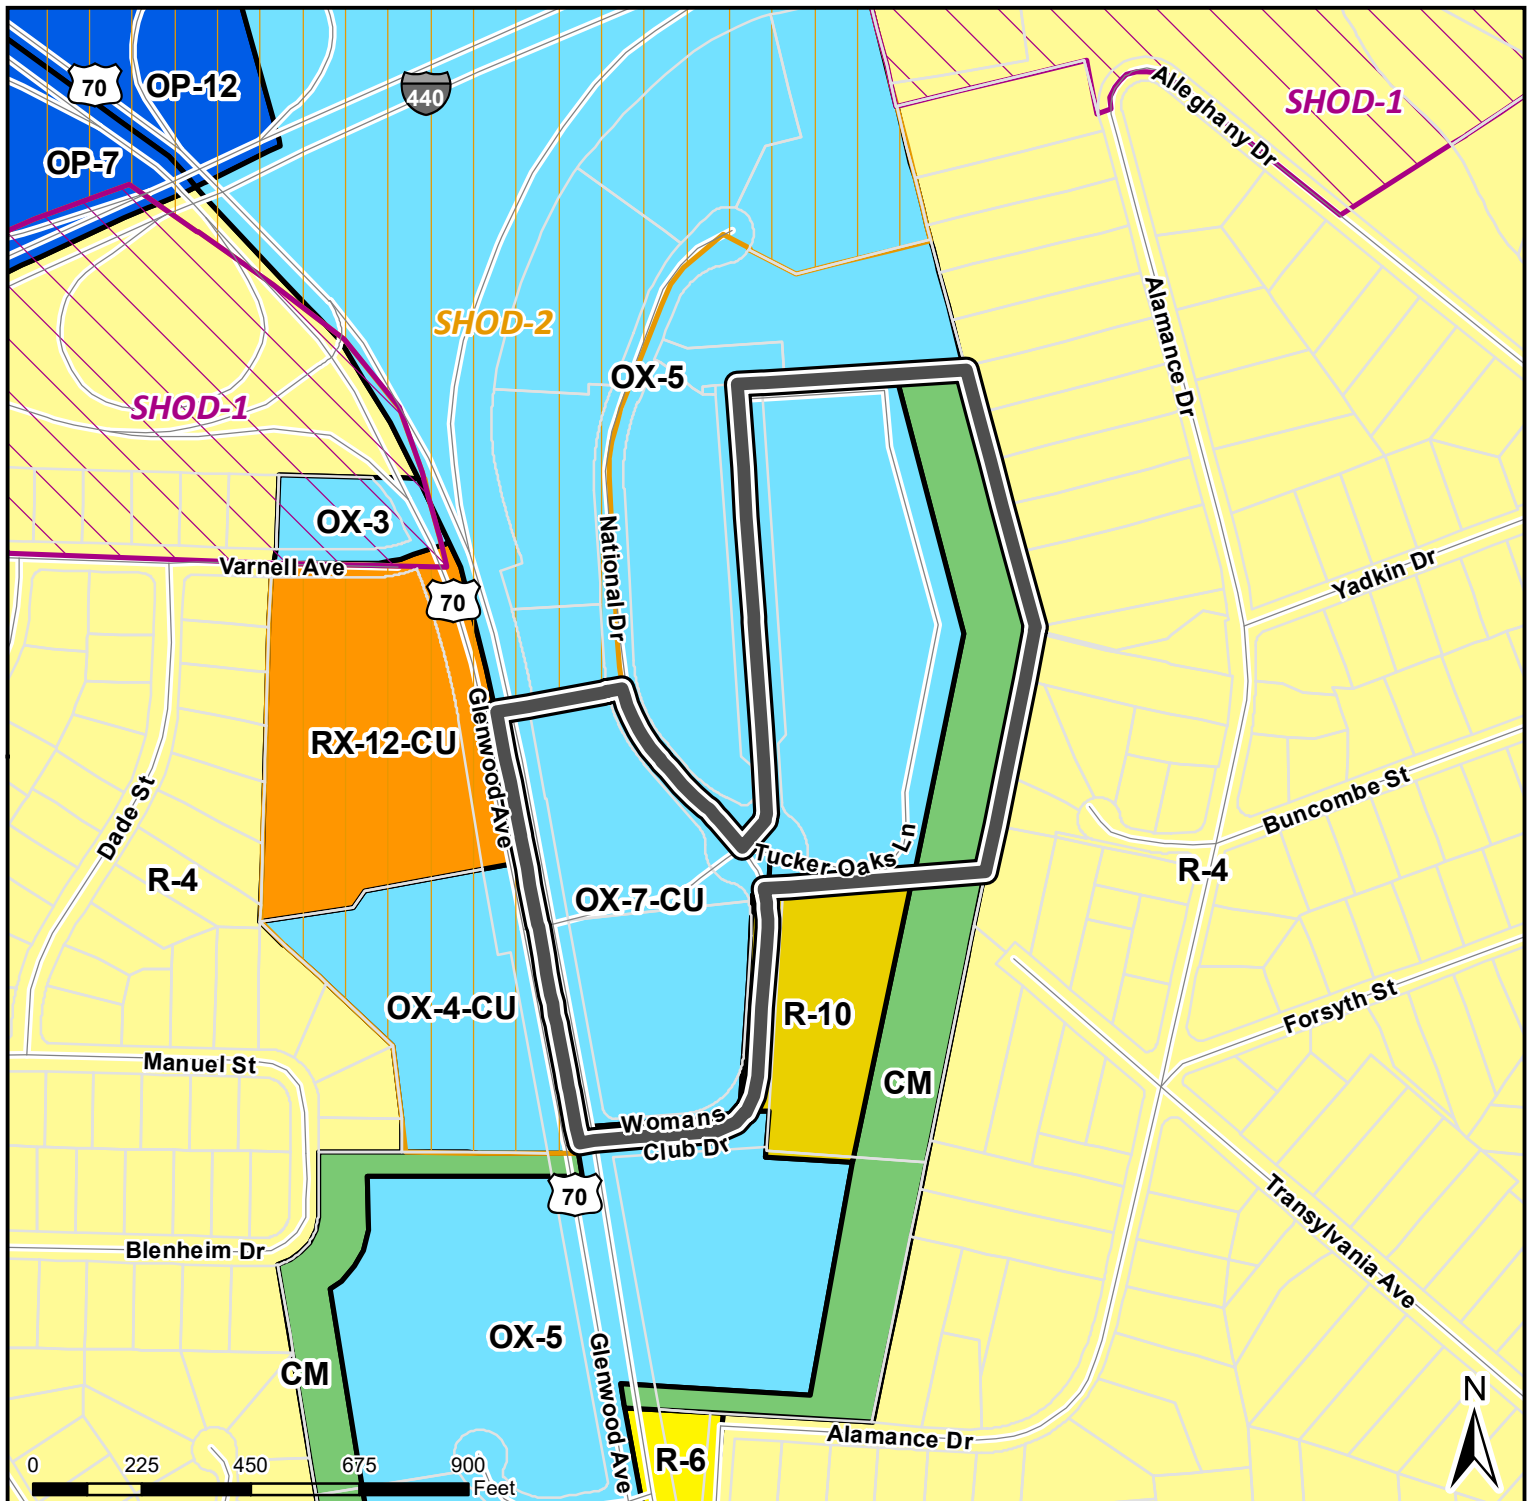 70
OP-12
440
Alleghany Dr
SHOD-1
OP-7
Alamance Dr
SHOD-2
OX-5
SHOD-1
OX-3
Varnell Ave
National Dr
70
Yadkin Dr
Glenwood Ave
RX-12-CU
Dade St
Buncombe St
Tucker Oaks Ln
R-4
R-4
OX-7-CU
OX-4-CU
R-10
Forsyth St
Manuel St
CM
Womans
Club Dr
70
Transylvania Ave
Blenheim Dr
OX-5
Glenwood Ave
CM
N
Alamance Dr
R-6
0 225 450 675 900
Feet